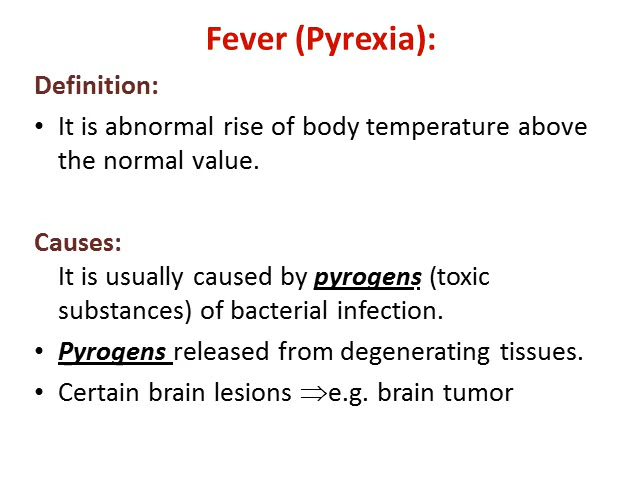 Fever (Pyrexia):
Definition:
• It is abnormal rise of body temperature above
the normal value.
Causes:
It is usually caused by pyrogens (toxic
substances) of bacterial infection.
• Pyrogens released from degenerating tissues.
• Certain brain lesions ⇒e.g. brain tumor